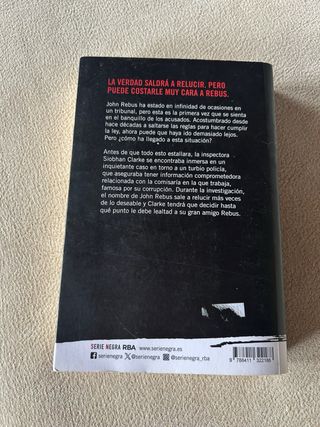 LA VERDAD SALDRÁ A RELUCIR, PERO
PUEDE COSTARLE MUY CARA A REBUS.
John Rebus ha estado en infinidad de ocasiones en
un tribunal, pero esta es la primera vez que se sienta
en el banquillo de los acusados. Acostumbrado desde
hace décadas a saltarse las reglas para hacer cumplir
la ley, ahora puede que haya ido demasiado lejos.
Pero ¿cómo ha llegado a esta situación?
Antes de que todo esto estallara, la inspectora
Siobhan Clarke se encontraba inmersa en un
inquietante caso en torno a un turbio policía,
que aseguraba tener información comprometedora
relacionada con la comisaría en la que trabaja,
famosa por su corrupción. Durante la investigación,
el nombre de John Rebus sale a relucir más veces
de lo deseable y Clarke tendrá que decidir hasta
qué punto le debe lealtad a su gran amigo Rebus.
SERIE NEGRA RBA www.serienegra.es
serienegra @serienegra @serienegra_rba
9 788411 322188